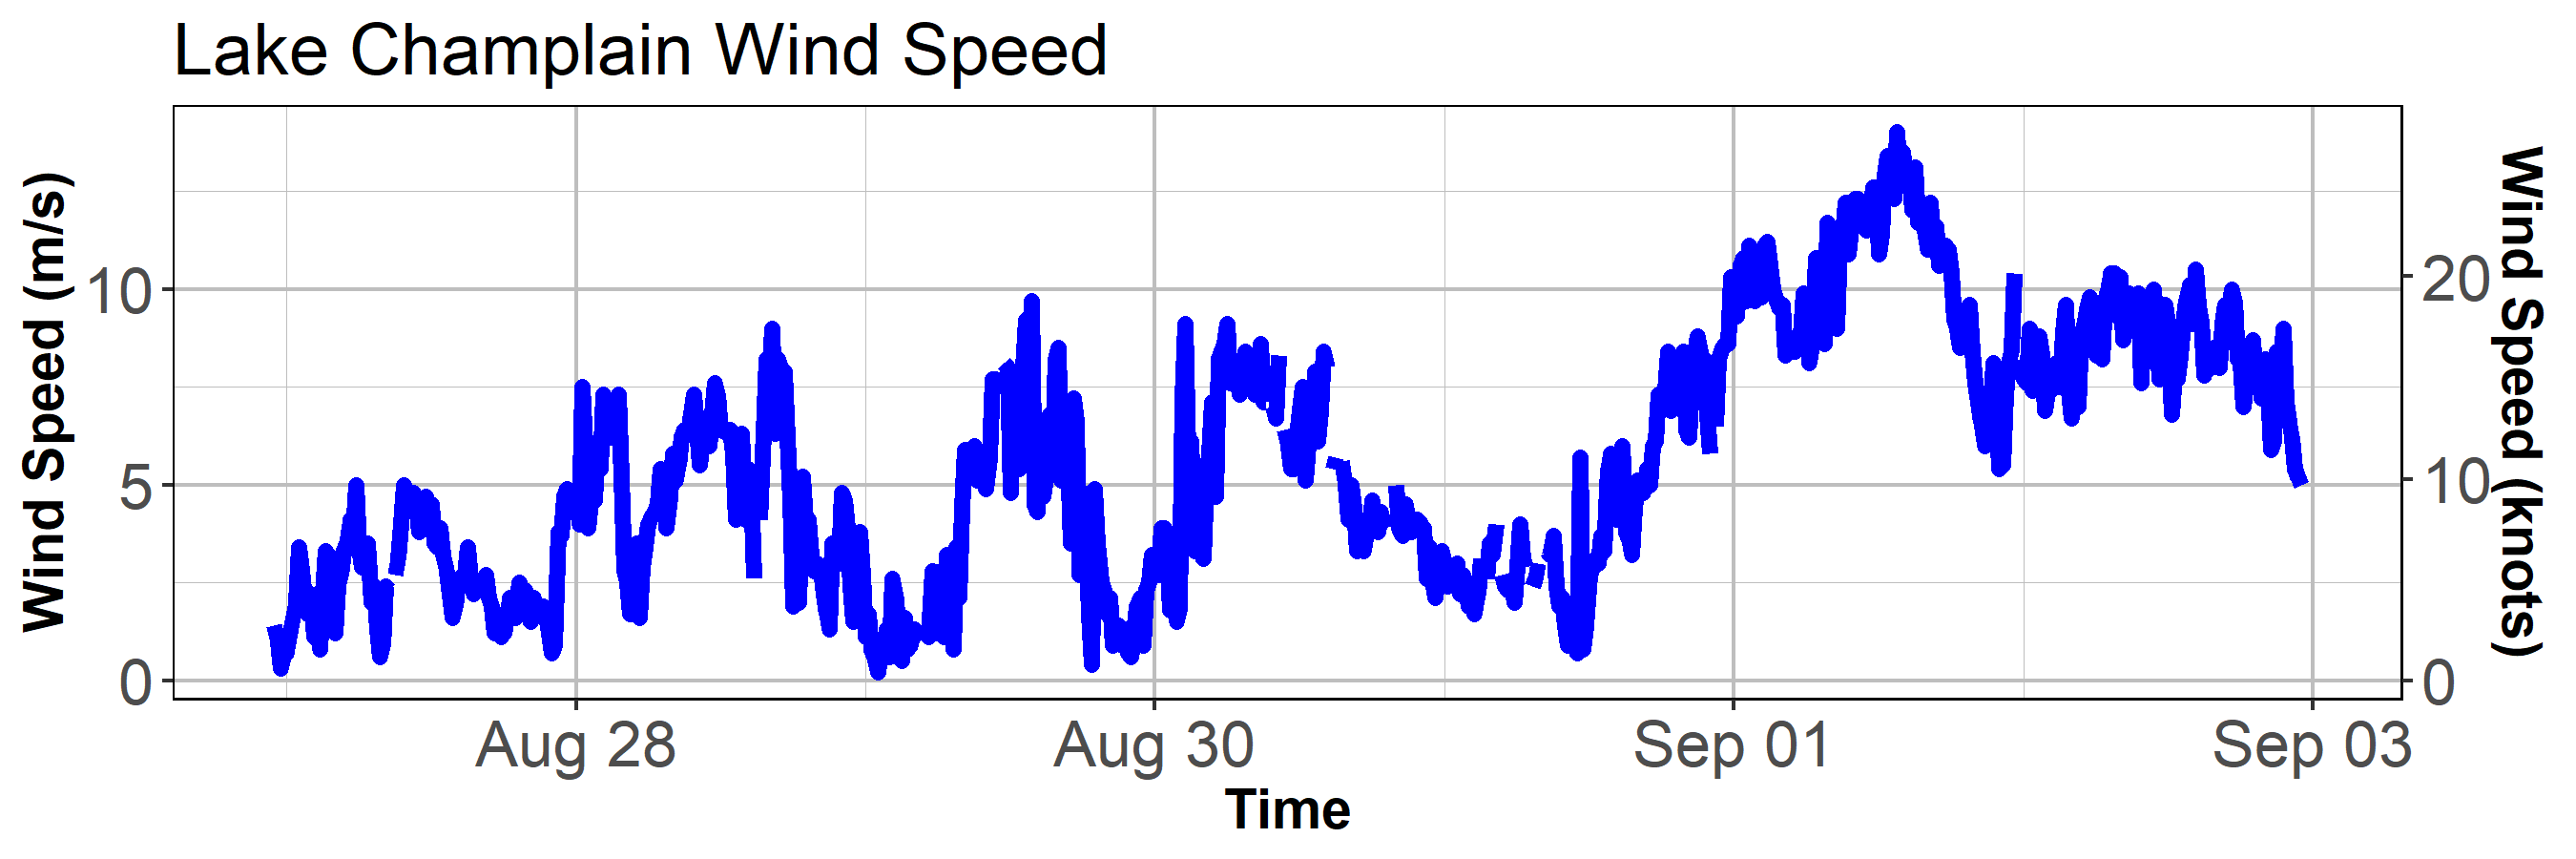 Lake Champlain Wind Speed
Wind Speed (m/s)
10
5
0
20
10
0
Wind Speed (knots)
Aug 28
Aug 30
Sep 01
Sep 03
Time